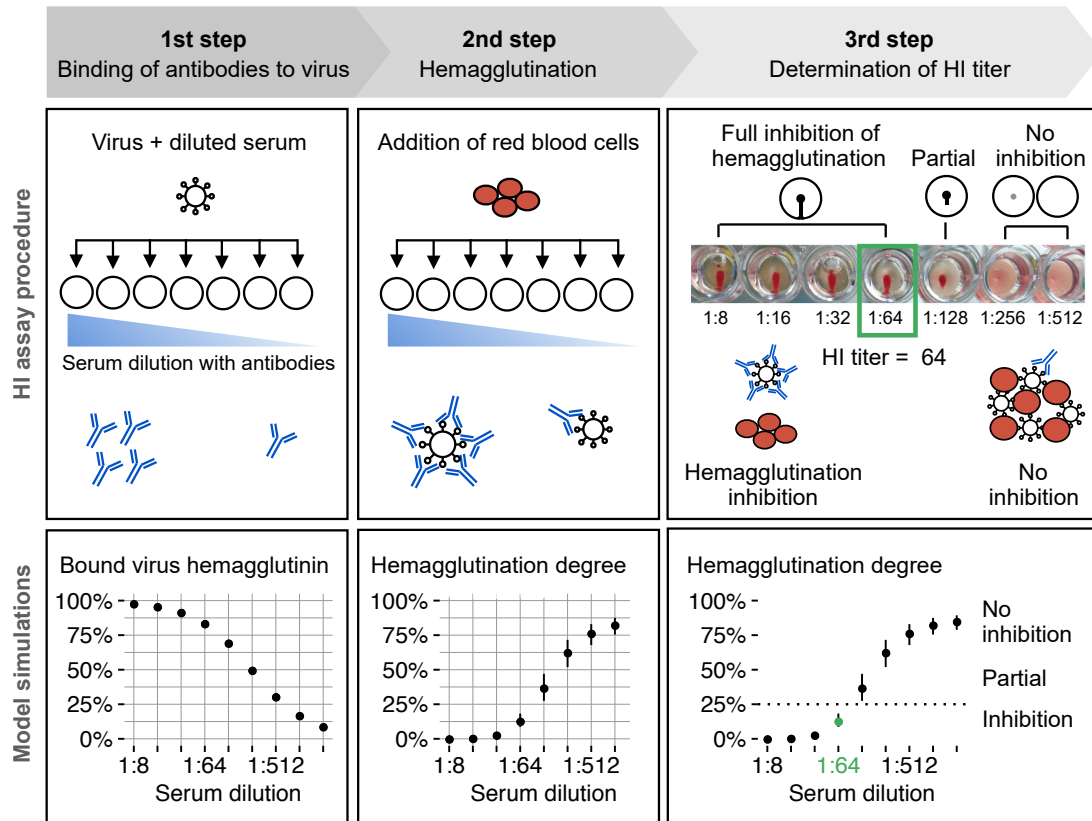 1st step
Binding of antibodies to virus
2nd step
Hemagglutination
3rd step
Determination of HI titer
HI assay procedure
Virus + diluted serum
Serum dilution with antibodies
Addition of red blood cells
Full inhibition of
hemagglutination
Partial
No
inhibition
1:8 1:16 1:32 1:64 1:128 1:256 1:512
HI titer = 64
Hemagglutination
inhibition
No
inhibition
Model simulations
Bound virus hemagglutinin
100%
75%
50%
25%
0%
1:8 1:64 1:512
Serum dilution
Hemagglutination degree
100%
75%
50%
25%
0%
1:8 1:64 1:512
Serum dilution
Hemagglutination degree
100%
75%
50%
25%
0%
No
inhibition
Partial
Inhibition
1:8 1:64 1:512
Serum dilution